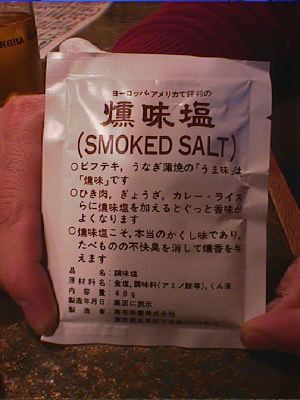 NGHA
ヨーロッパ・アメリカで評判の
燻味塩
(SMOKED SALT)
○ビフテキ,うなぎ蒲焼の「うま味」は
「燻味」です
○ひき肉,ぎょうざ,カレー・ライス
らに燻味塩を加えるとぐっと香味が
よくなります
○燻味塩こそ,本当のかくし味であり,
たべものの不快臭を消して燻香を与
えます
品 名:調味塩
原材料名:食塩,調味料(アミノ酸等),くん液
内容量:40g
製造年月日:裏面に表示
製造者: